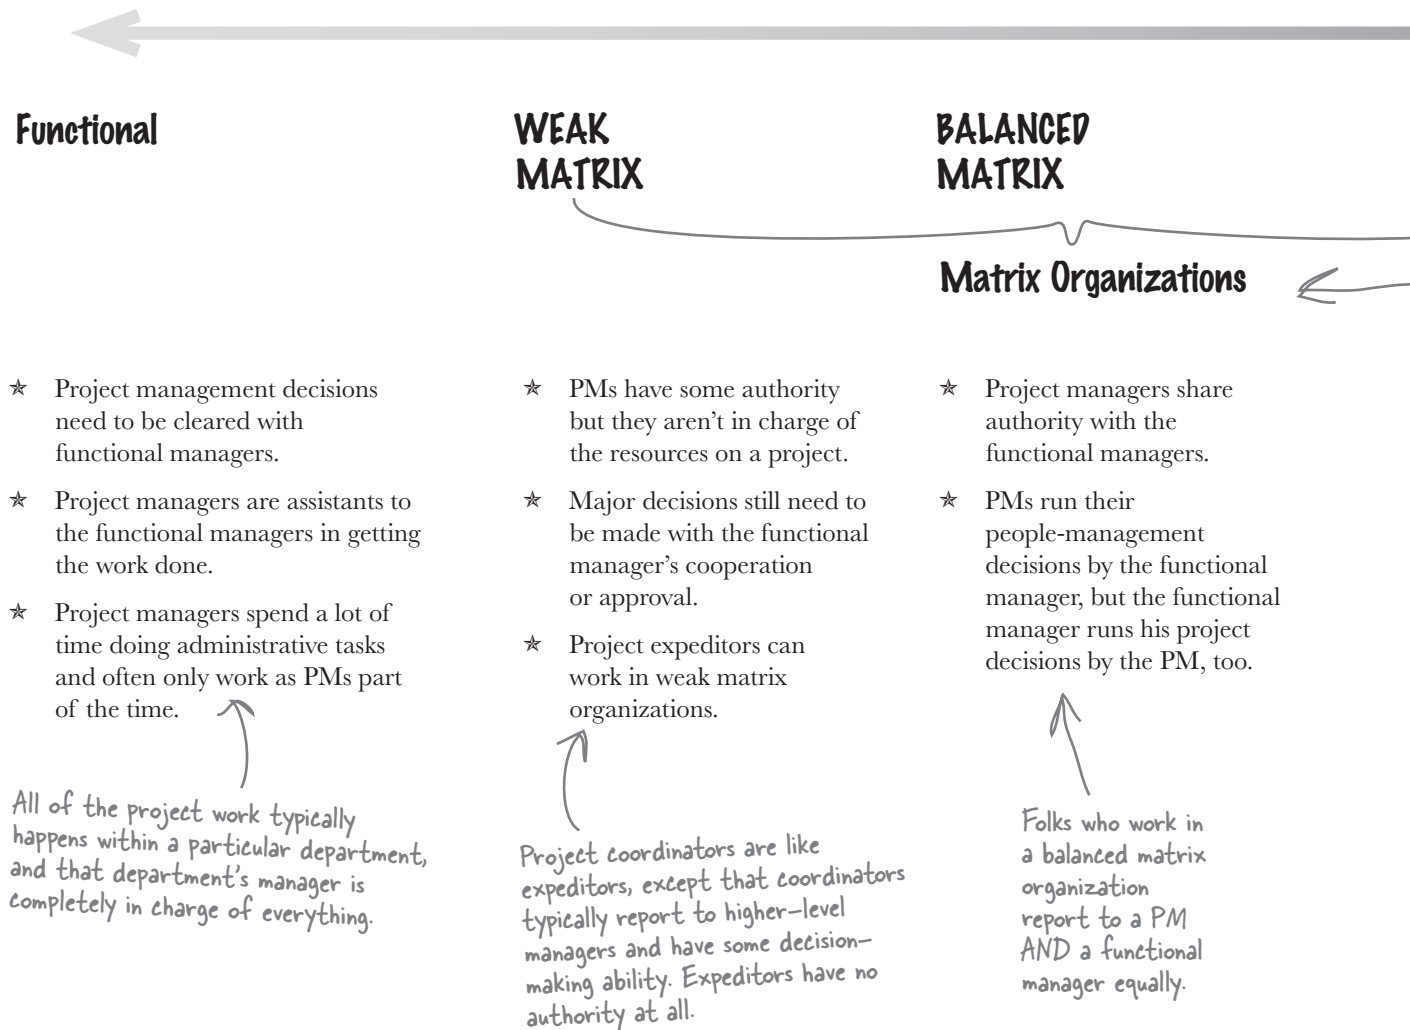 Functional
WEAK
MATRIX
BALANCED
MATRIX
Matrix Organizations
✯ Project management decisions
need to be cleared with
functional managers.
✯ Project managers are assistants to
the functional managers in getting
the work done.
✯ Project managers spend a lot of
time doing administrative tasks
and often only work as PMs part
of the time.
All of the project work typically
happens within a particular department,
and that department's manager is
completely in charge of everything.
✯ PMs have some authority
but they aren't in charge of
the resources on a project.
✯ Major decisions still need to
be made with the functional
manager's cooperation
or approval.
✯ Project expeditors can
work in weak matrix
organizations.
Project coordinators are like
expeditors, except that coordinators
typically report to higher-level
managers and have some decision-
making ability. Expeditors have no
authority at all.
✯ Project managers share
authority with the
functional managers.
✯ PMs run their
people-management
decisions by the functional
manager, but the functional
manager runs his project
decisions by the PM, too.
Folks who work in
a balanced matrix
organization
report to a PM
AND a functional
manager equally.